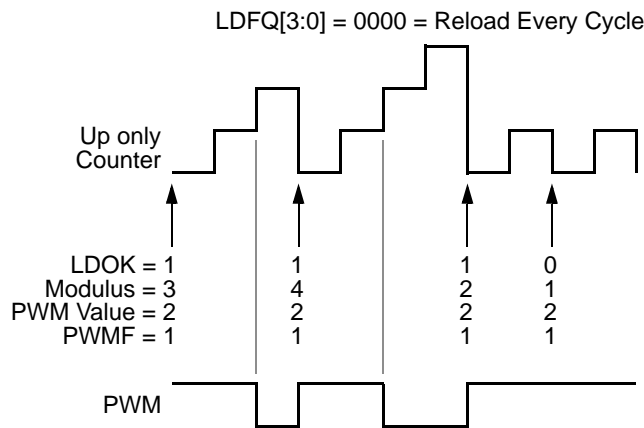 LDFQ[3:0] = 0000 = Reload Every Cycle
Up only
Counter
LDOK = 1 1 1 0
Modulus = 3 4 2 1
PWM Value = 2 2 2 2
PWMF = 1 1 1 1
PWM